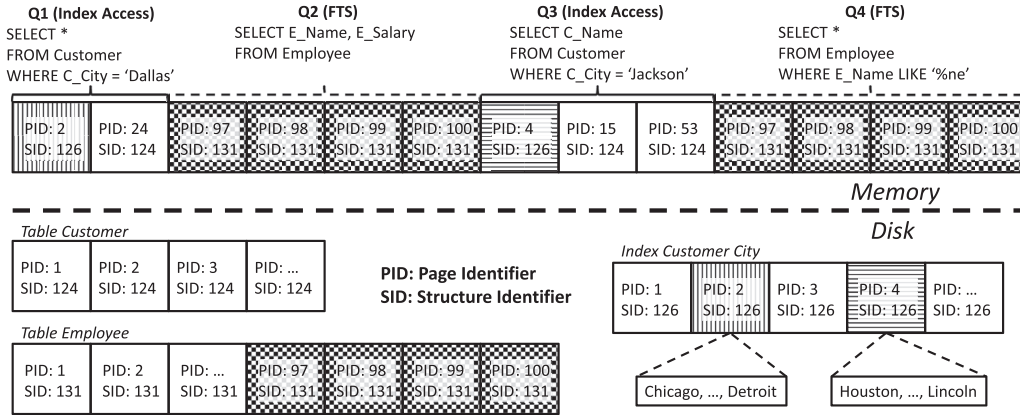 Q1 (Index Access)
SELECT *
FROM Customer
WHERE C_City = ‘Dallas’
Q2 (FTS)
SELECT E_Name, E_Salary
FROM Employee
Q3 (Index Access)
SELECT C_Name
FROM Customer
WHERE C_City = ‘Jackson’
Q4 (FTS)
SELECT *
FROM Employee
WHERE E_Name LIKE ‘%ne’
PID: 2 PID: 24 PID: 97 PID: 98 PID: 99 PID: 100 PID: 4 PID: 15 PID: 53 PID: 97 PID: 98 PID: 99 PID: 100
SID: 126 SID: 124 SID: 131 SID: 131 SID: 131 SID: 131 SID: 126 SID: 124 SID: 124 SID: 131 SID: 131 SID: 131 SID: 131
Memory
Disk
Table Customer
PID: 1 PID: 2 PID: 3 PID: ...
SID: 124 SID: 124 SID: 124 SID: 124
PID: Page Identifier
SID: Structure Identifier
Index Customer City
PID: 1 PID: 2 PID: 3 PID: 4 PID: ...
SID: 126 SID: 126 SID: 126 SID: 126 SID: 126
Chicago, ..., Detroit
Houston, ..., Lincoln
Table Employee
PID: 1 PID: 2 PID: ... PID: 97 PID: 98 PID: 99 PID: 100
SID: 131 SID: 131 SID: 131 SID: 131 SID: 131 SID: 131 SID: 131